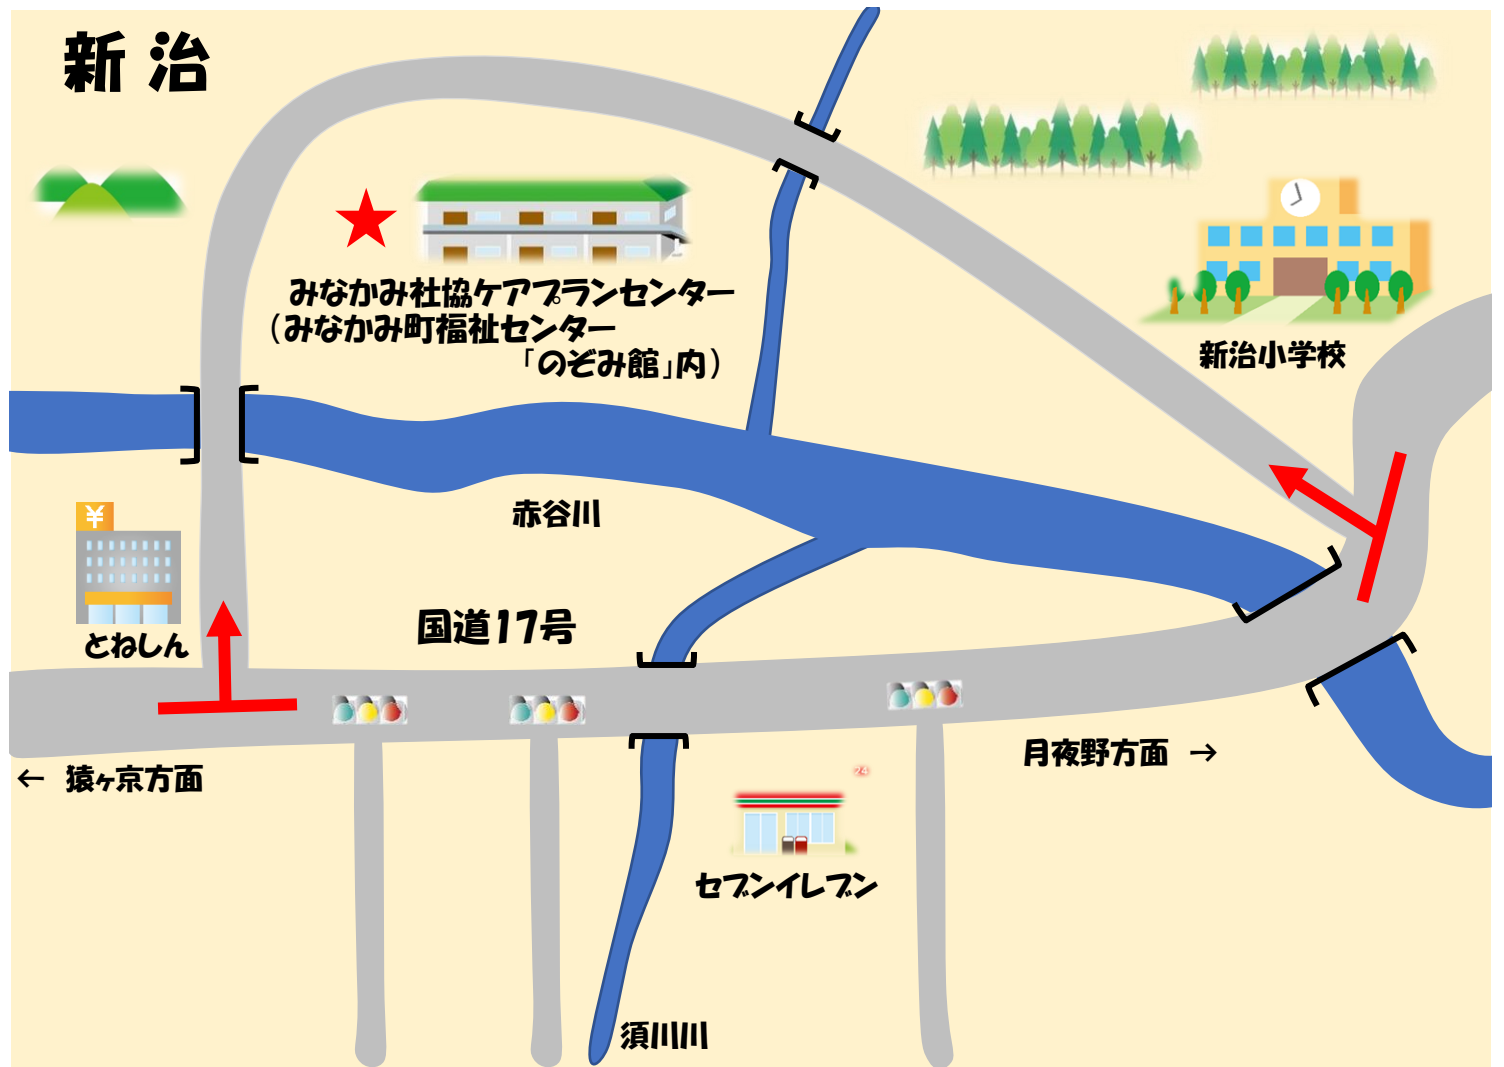 新治
みなかみ社協ケアプランセンター
（みなかみ町福祉センター
「のぞみ館」内）
新治小学校
赤谷川
¥
とねしん
国道17号
← 猿ヶ京方面
月夜野方面 →
24
セブンイレブン
須川川